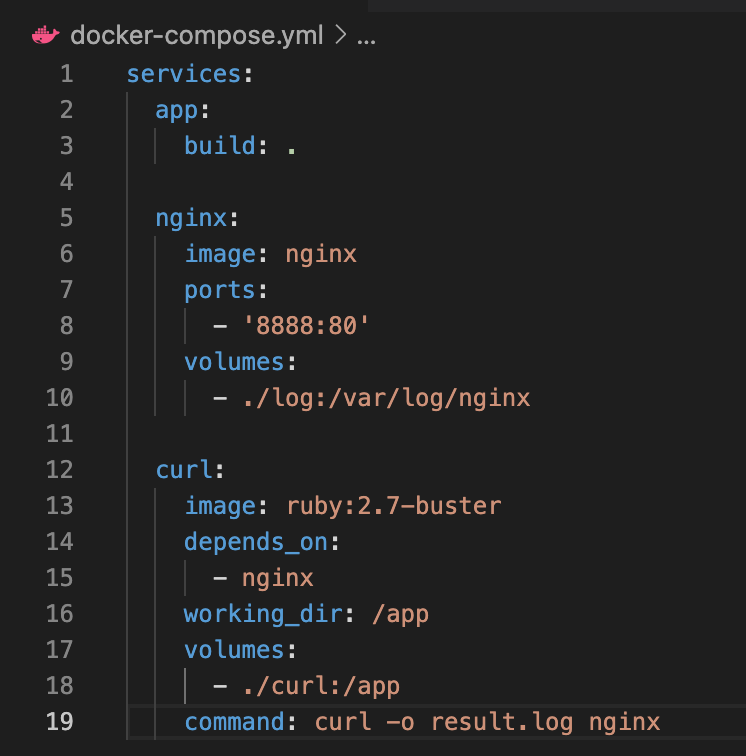 docker-compose.yml > ...
1 services:
2   app:
3     build: .
4
5   nginx:
6     image: nginx
7     ports:
8       - '8888:80'
9     volumes:
10       - ./log:/var/log/nginx
11
12   curl:
13     image: ruby:2.7-buster
14     depends_on:
15       - nginx
16     working_dir: /app
17     volumes:
18       - ./curl:/app
19     command: curl -o result.log nginx